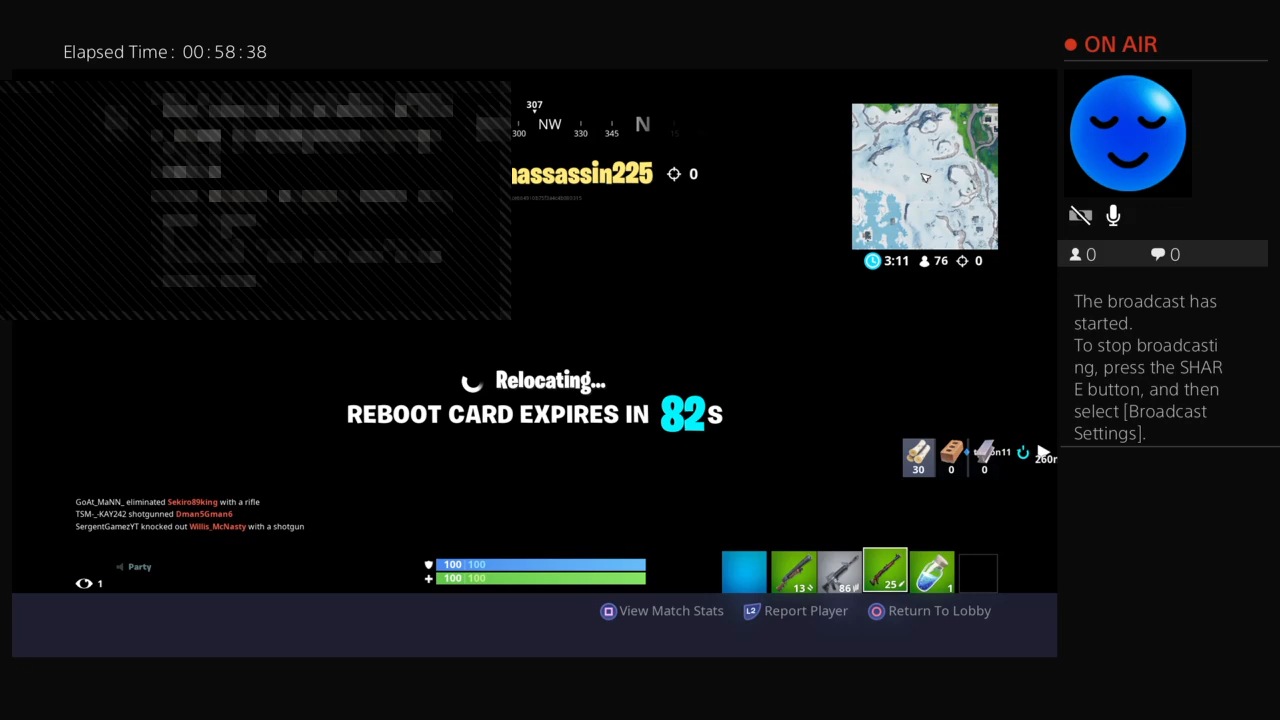 Elapsed Time: 00:58:38
ON AIR
307
300 NW 330 345 N 15
assassin225 0
3:11 76 0
0 0
The broadcast has
started.
To stop broadcasti
ng, press the SHAR
E button, and then
select [Broadcast
Settings].
Relocating...
REBOOT CARD EXPIRES IN 82S
30 0 0
260m
GoAt_MaNN_ eliminated Sekiro89king with a rifle
TSM-_-KAY242 shotgunned Dman5Gman6
SergentGamezYT knocked out Willis_McNasty with a shotgun
Party
1
100 | 100
100 | 100
13 86 25 1
View Match Stats L2 Report Player Return To Lobby